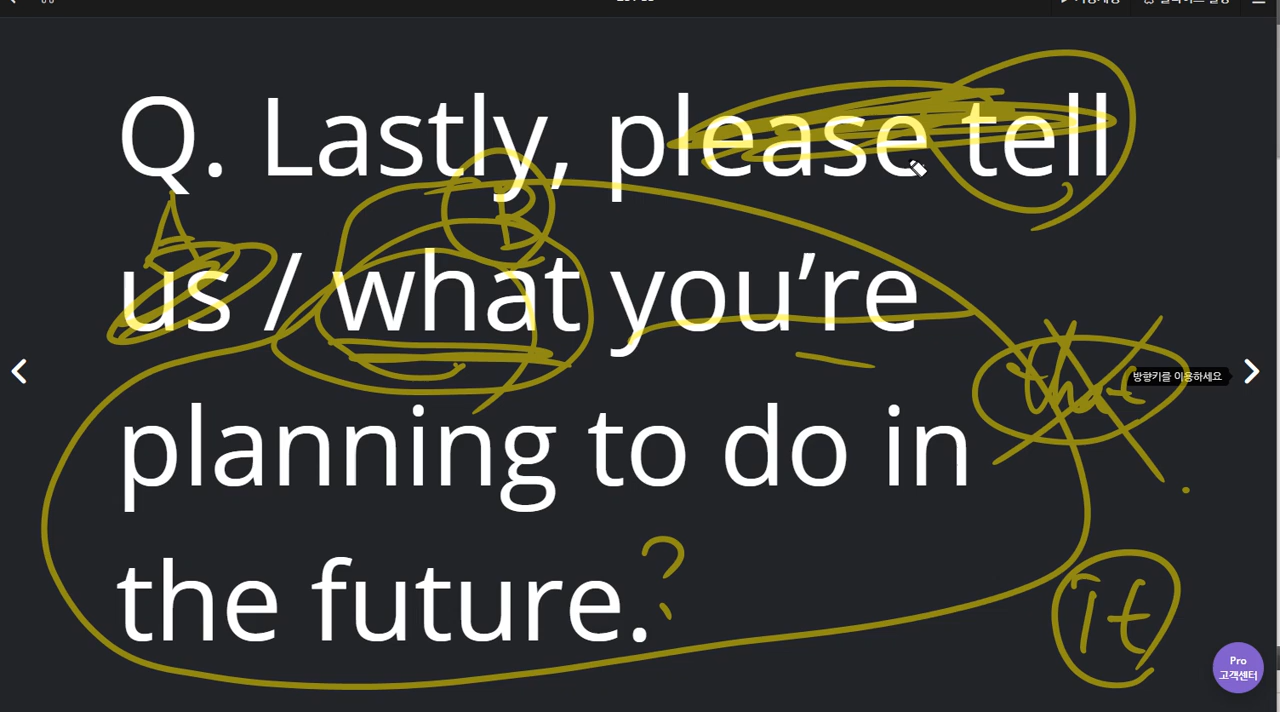 Q. Lastly, please tell
us / what you’re
that
방향키를 이용하세요
planning to do in
the future.
?
it
Pro
고객센터